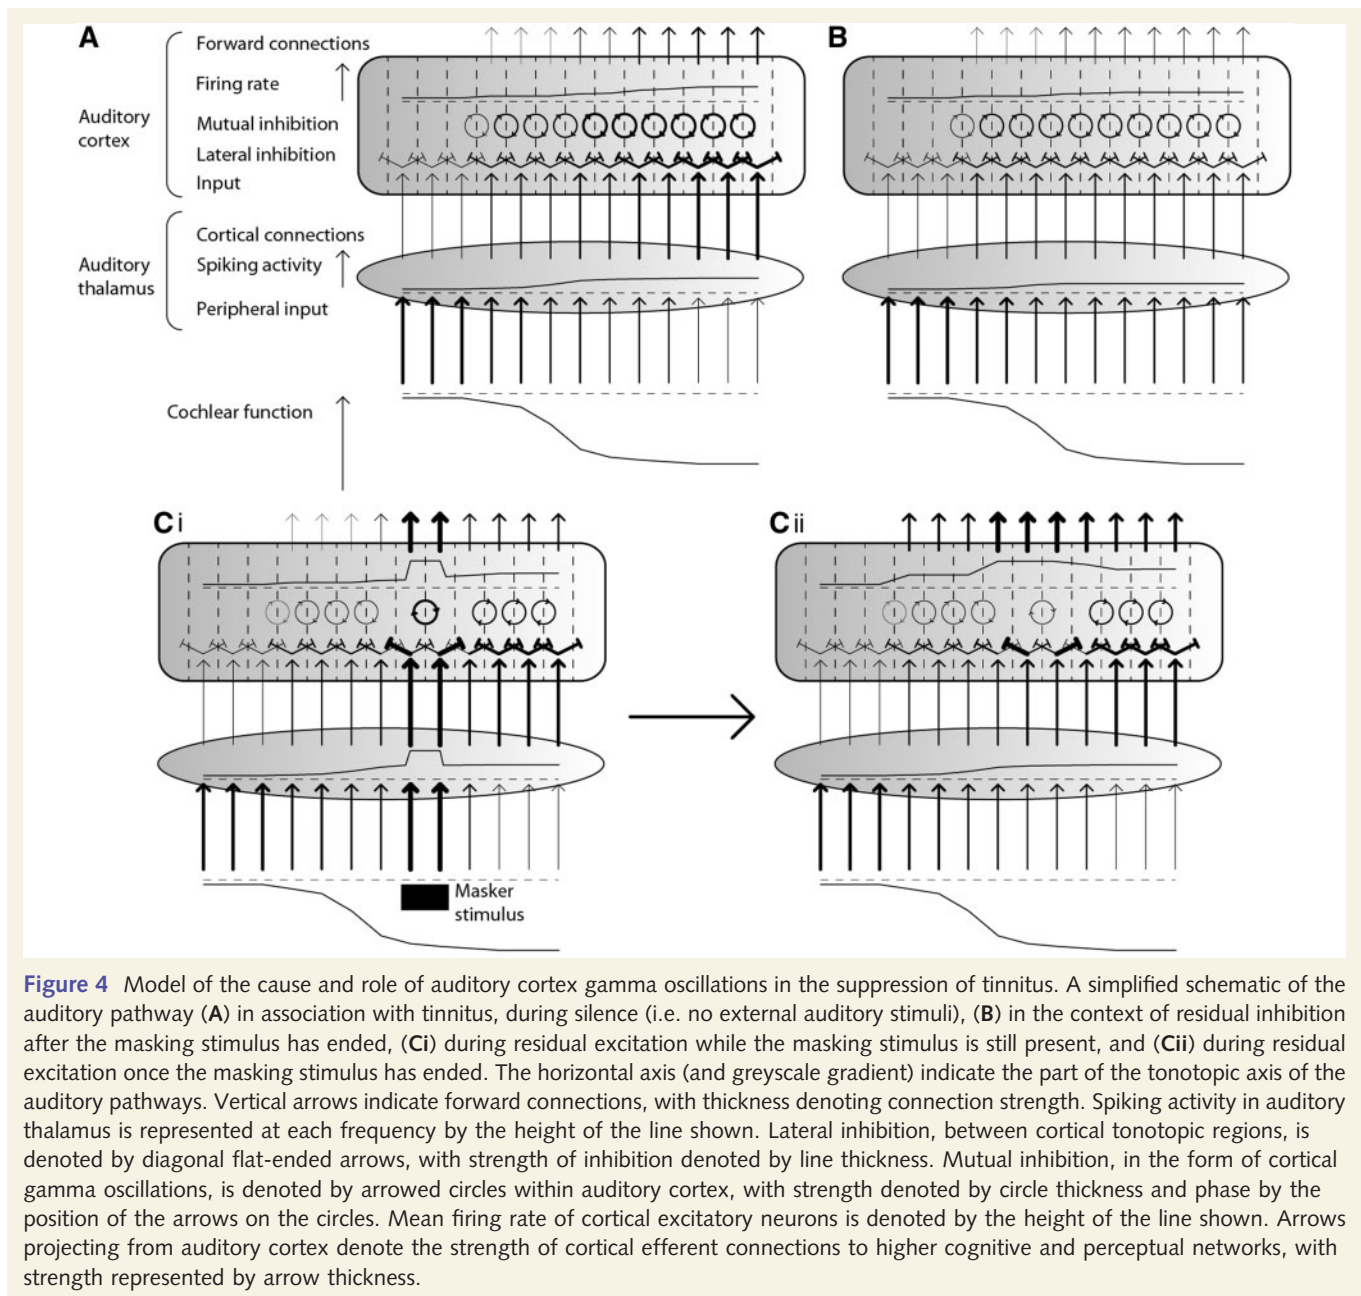 A
B
Forward connections
Firing rate
Auditory
cortex
Mutual inhibition
Lateral inhibition
Input
Cortical connections
Auditory
thalamus
Spiking activity
Peripheral input
Cochlear function
C i
C ii
Masker
stimulus
Figure 4 Model of the cause and role of auditory cortex gamma oscillations in the suppression of tinnitus. A simplified schematic of the
auditory pathway (A) in association with tinnitus, during silence (i.e. no external auditory stimuli), (B) in the context of residual inhibition
after the masking stimulus has ended, (Ci) during residual excitation while the masking stimulus is still present, and (Cii) during residual
excitation once the masking stimulus has ended. The horizontal axis (and greyscale gradient) indicate the part of the tonotopic axis of the
auditory pathways. Vertical arrows indicate forward connections, with thickness denoting connection strength. Spiking activity in auditory
thalamus is represented at each frequency by the height of the line shown. Lateral inhibition, between cortical tonotopic regions, is
denoted by diagonal flat-ended arrows, with strength of inhibition denoted by line thickness. Mutual inhibition, in the form of cortical
gamma oscillations, is denoted by arrowed circles within auditory cortex, with strength denoted by circle thickness and phase by the
position of the arrows on the circles. Mean firing rate of cortical excitatory neurons is denoted by the height of the line shown. Arrows
projecting from auditory cortex denote the strength of cortical efferent connections to higher cognitive and perceptual networks, with
strength represented by arrow thickness.